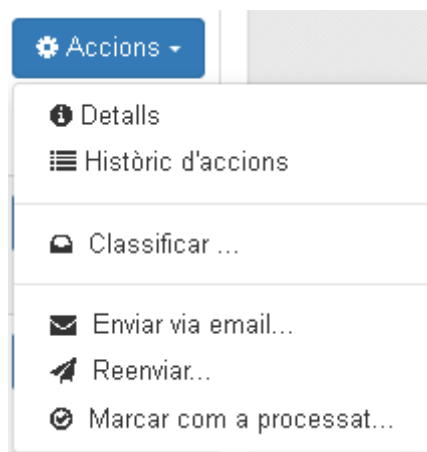 Accions
Detalls
Històric d'accions
Classificar ...
Enviar via email...
Reenviar...
Marcar com a processat...